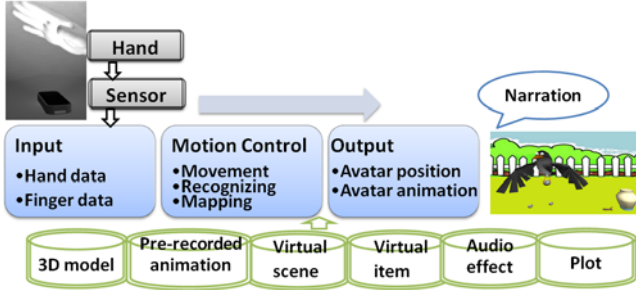 Hand
Sensor
Narration
Input
•Hand data
•Finger data
Motion Control
•Movement
•Recognizing
•Mapping
Output
•Avatar position
•Avatar animation
3D model
Pre-recorded
animation
Virtual
scene
Virtual
item
Audio
effect
Plot